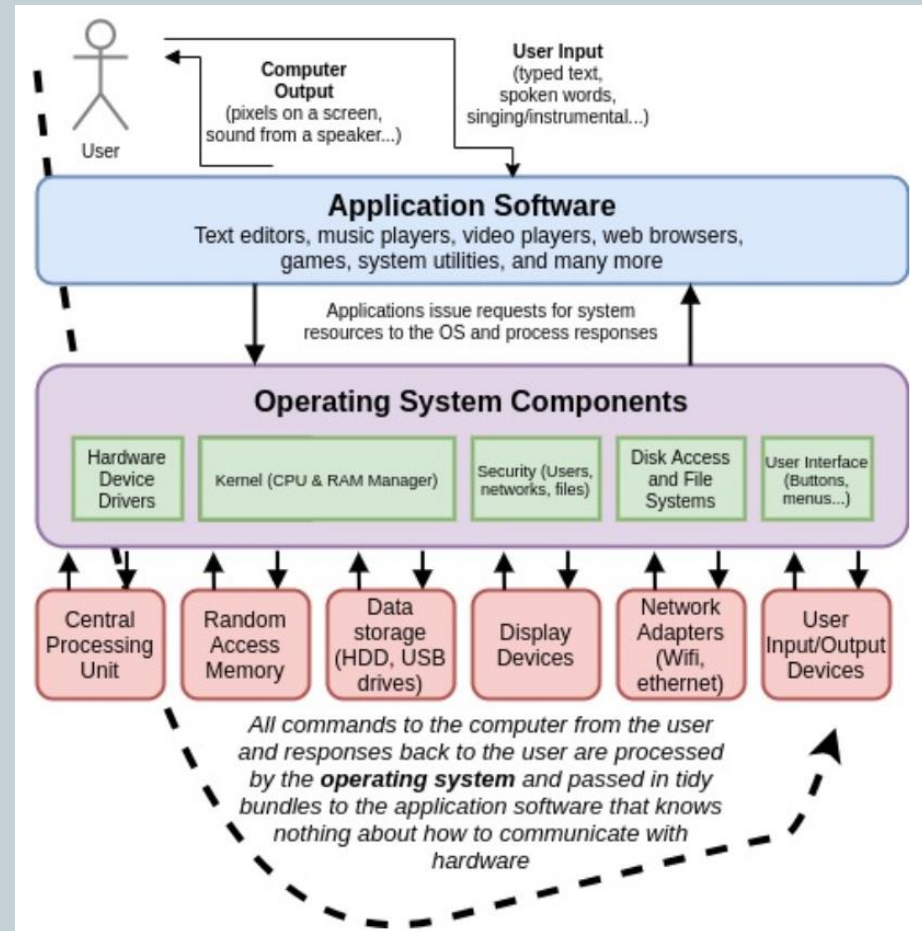 User Input
(typed text,
spoken words,
singing/instrumental...)
Computer
Output
(pixels on a screen,
sound from a speaker...)
User
Application Software
Text editors, music players, video players, web browsers,
games, system utilities, and many more
Applications issue requests for system
resources to the OS and process responses
Operating System Components
Hardware
Device
Drivers
Kernel (CPU & RAM Manager)
Security (Users,
networks, files)
Disk Access
and File
Systems
User Interface
(Buttons,
menus...)
Central
Processing
Unit
Random
Access
Memory
Data
storage
(HDD, USB
drives)
Display
Devices
Network
Adapters
(Wifi,
ethernet)
User
Input/Output
Devices
All commands to the computer from the user
and responses back to the user are processed
by the operating system and passed in tidy
bundles to the application software that knows
nothing about how to communicate with
hardware